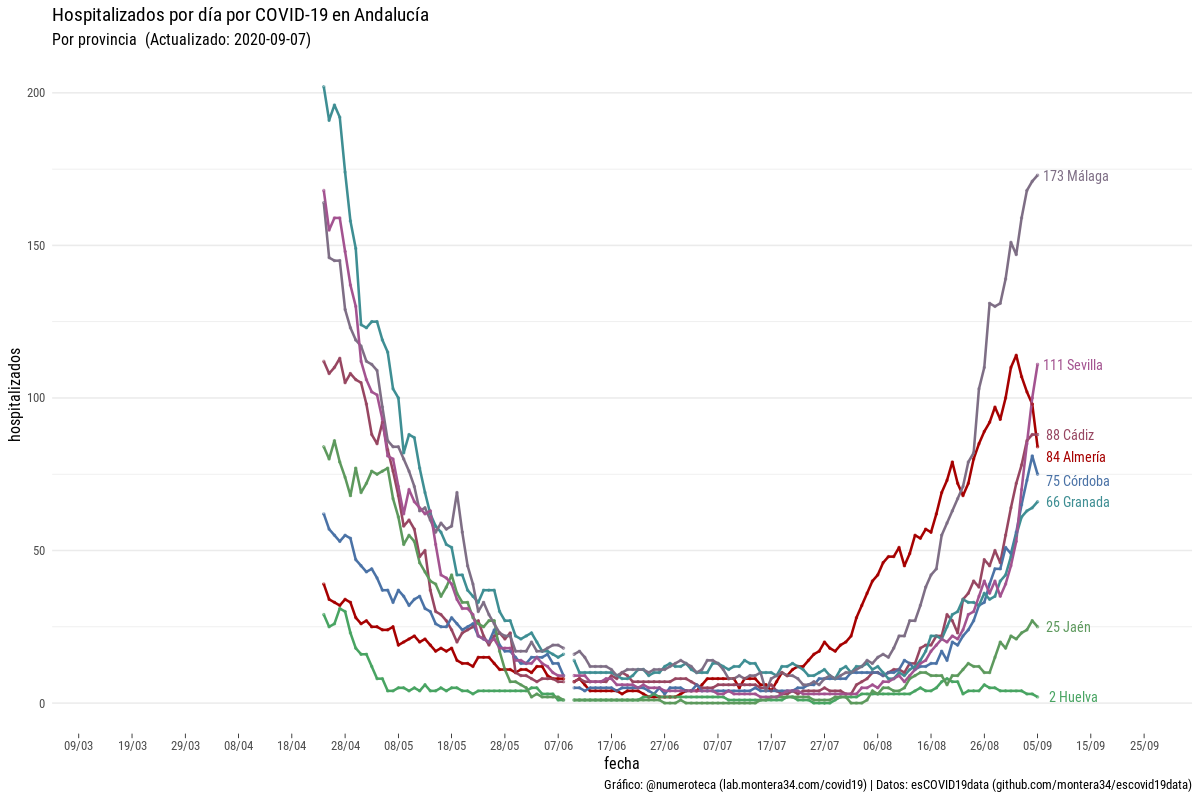 Hospitalizados por día por COVID-19 en Andalucía
Por provincia  (Actualizado: 2020-09-07)
hospitalizados
200
150
100
50
0
173 Málaga
111 Sevilla
88 Cádiz
84 Almería
75 Córdoba
66 Granada
25 Jaén
2 Huelva
09/03 19/03 29/03 08/04 18/04 28/04 08/05 18/05 28/05 07/06 17/06 27/06 07/07 17/07 27/07 06/08 16/08 26/08 05/09 15/09 25/09
fecha
Gráfico: @numeroteca (lab.montera34.com/covid19) | Datos: esCOVID19data (github.com/montera34/escovid19data)